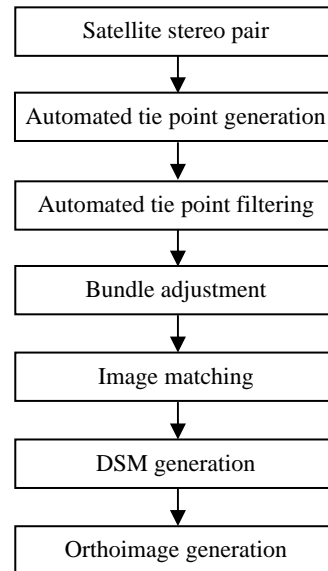 Satellite stereo pair
Automated tie point generation
Automated tie point filtering
Bundle adjustment
Image matching
DSM generation
Orthoimage generation